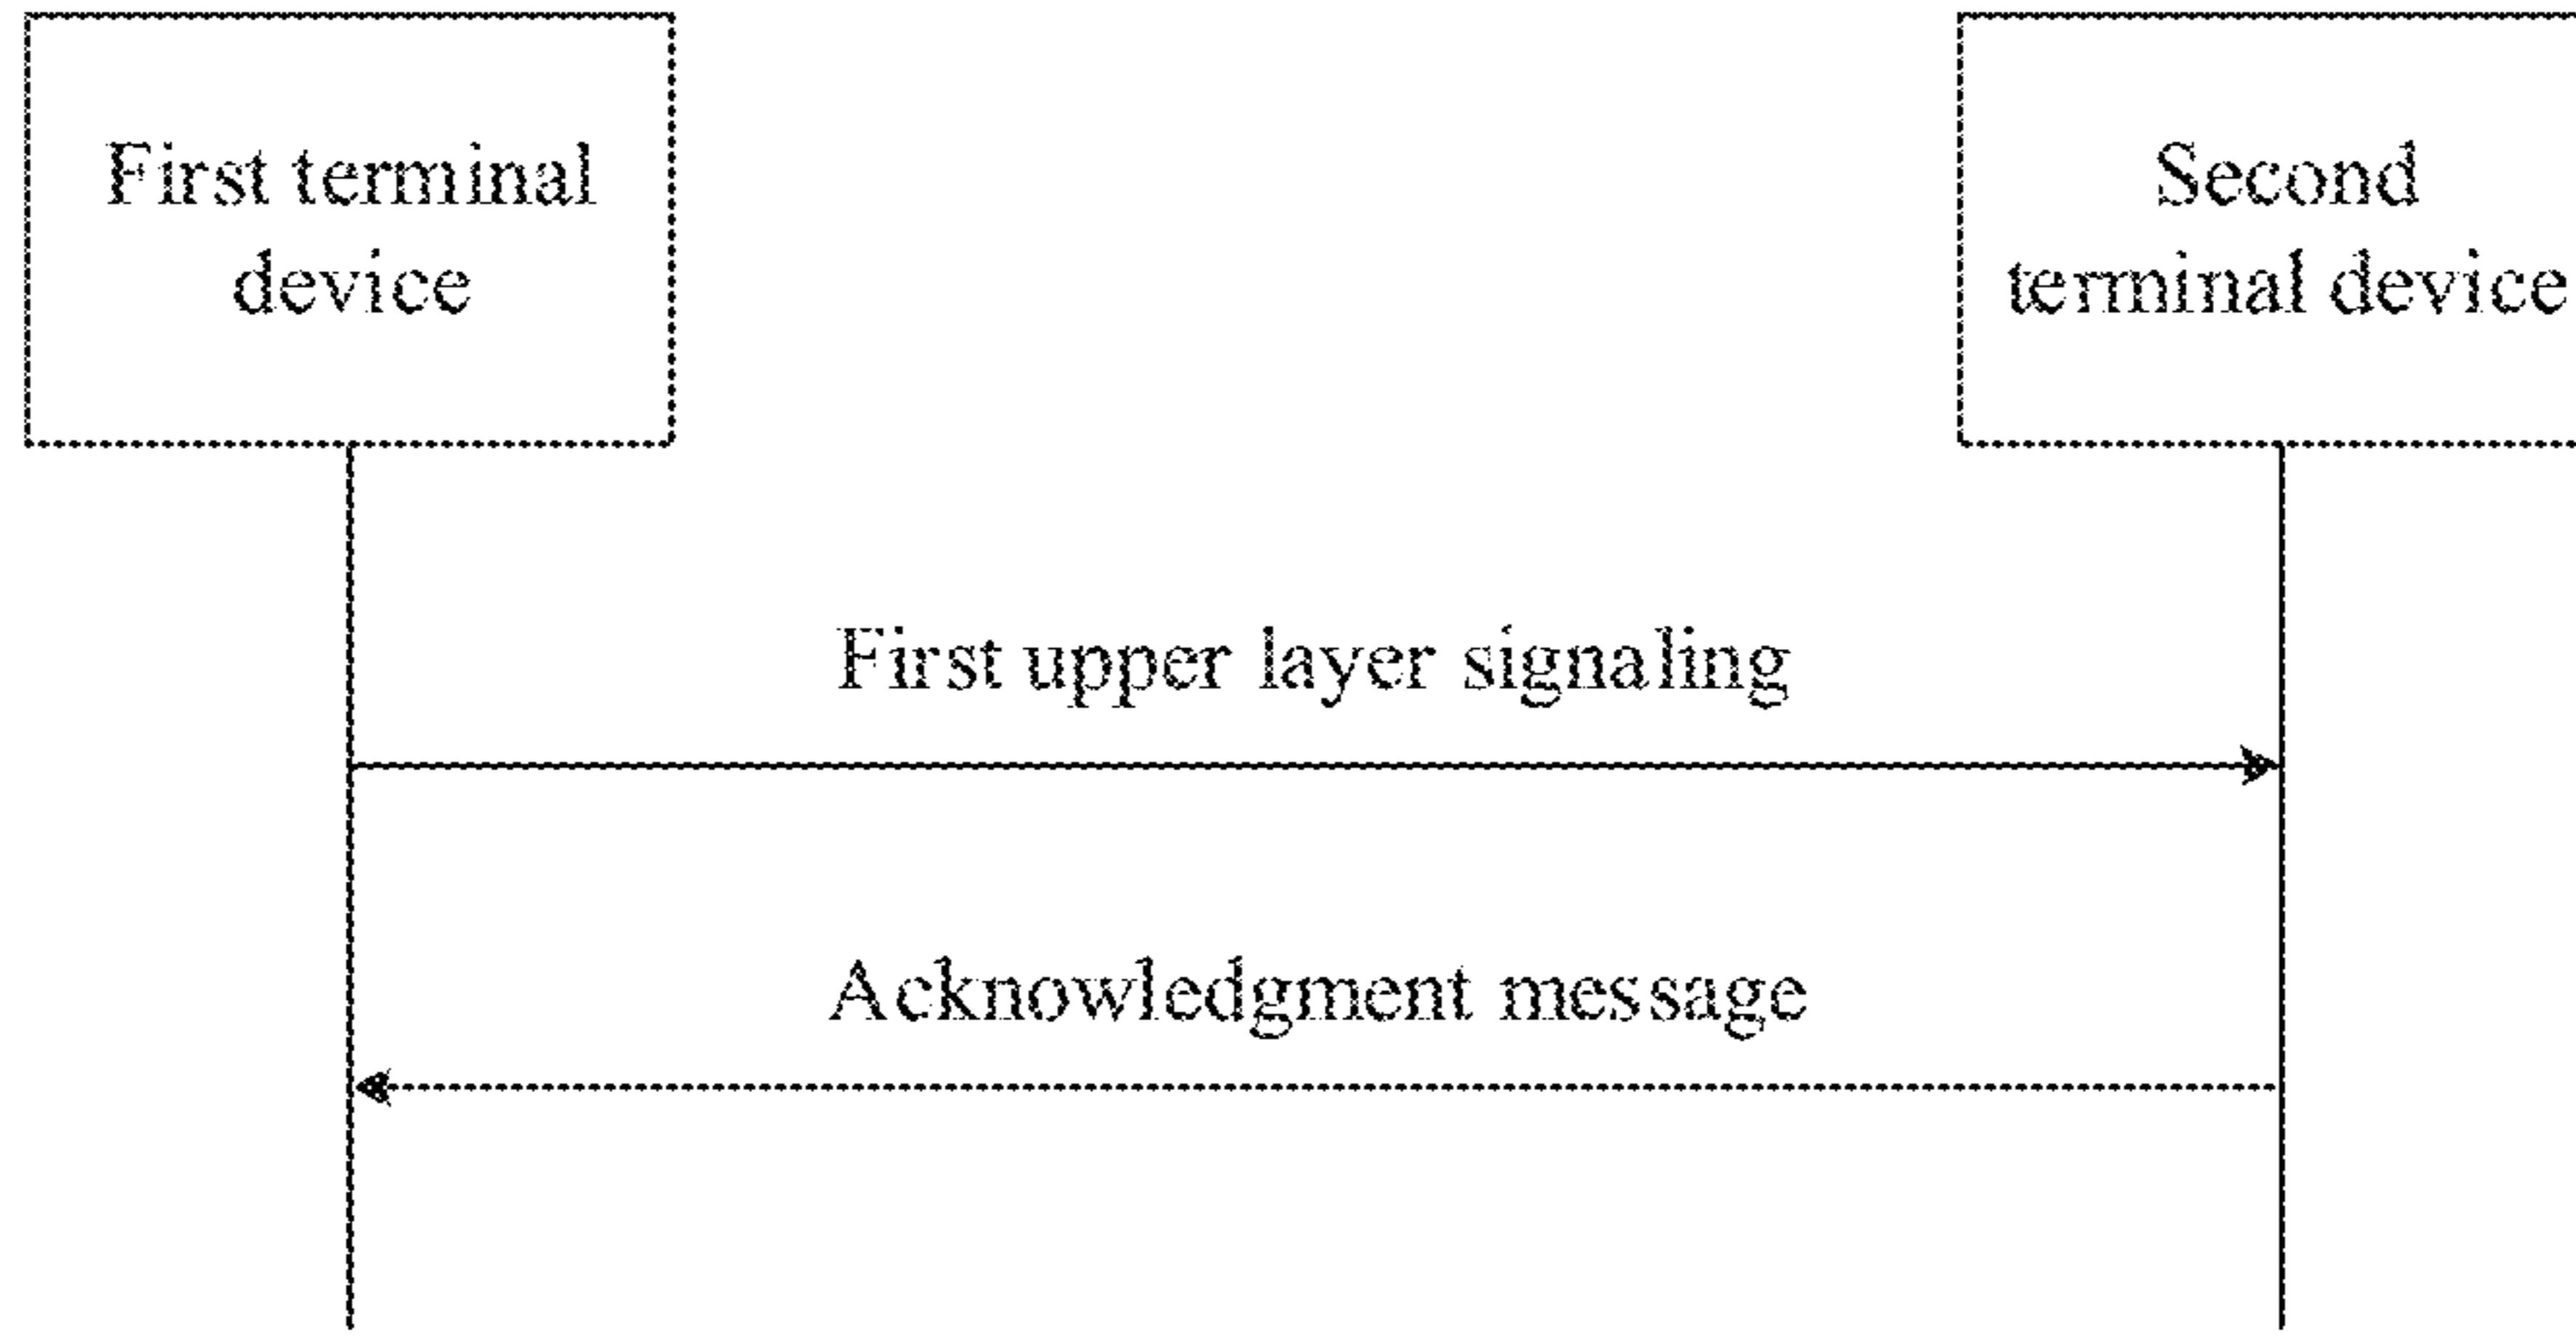 First terminal
device
Second
terminal device
First upper layer signaling
Acknowledgment message